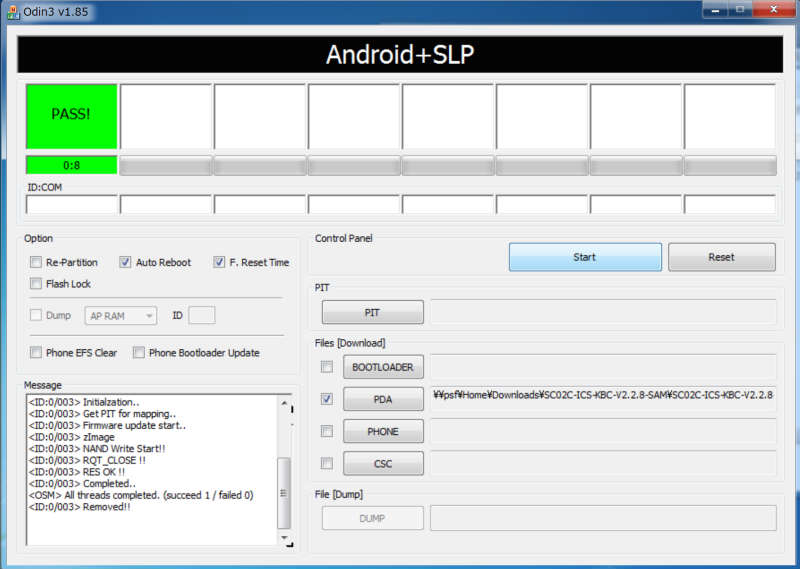 Odin3 v1.85
Android+SLP
PASS!
0:8
ID:COM
Option
Re-Partition
Auto Reboot
F. Reset Time
Flash Lock
Dump
AP RAM
ID
Phone EFS Clear
Phone Bootloader Update
Message
<ID:0/003> Initialzation..
<ID:0/003> Get PIT for mapping..
<ID:0/003> Firmware update start..
<ID:0/003> zImage
<ID:0/003> NAND Write Start!!
<ID:0/003> RQT_CLOSE !!
<ID:0/003> RES OK !!
<ID:0/003> Completed..
<OSM> All threads completed. (succeed 1 / failed 0)
<ID:0/003> Removed!!
Control Panel
Start
Reset
PIT
PIT
Files [Download]
BOOTLOADER
PDA
¥¥psf¥Home¥Downloads¥SC02C-ICS-KBC-V2.2.8-SAM¥SC02C-ICS-KBC-V2.2.8
PHONE
CSC
File [Dump]
DUMP